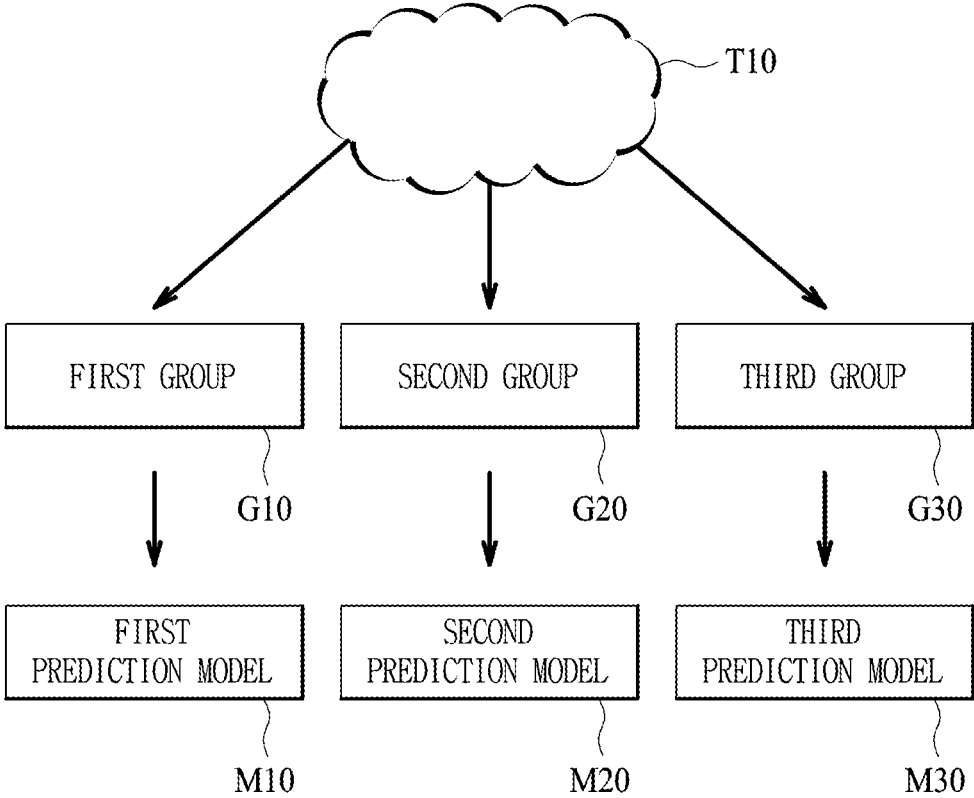 T10
FIRST GROUP
SECOND GROUP
THIRD GROUP
G10
G20
G30
FIRST
PREDICTION MODEL
SECOND
PREDICTION MODEL
THIRD
PREDICTION MODEL
M10
M20
M30